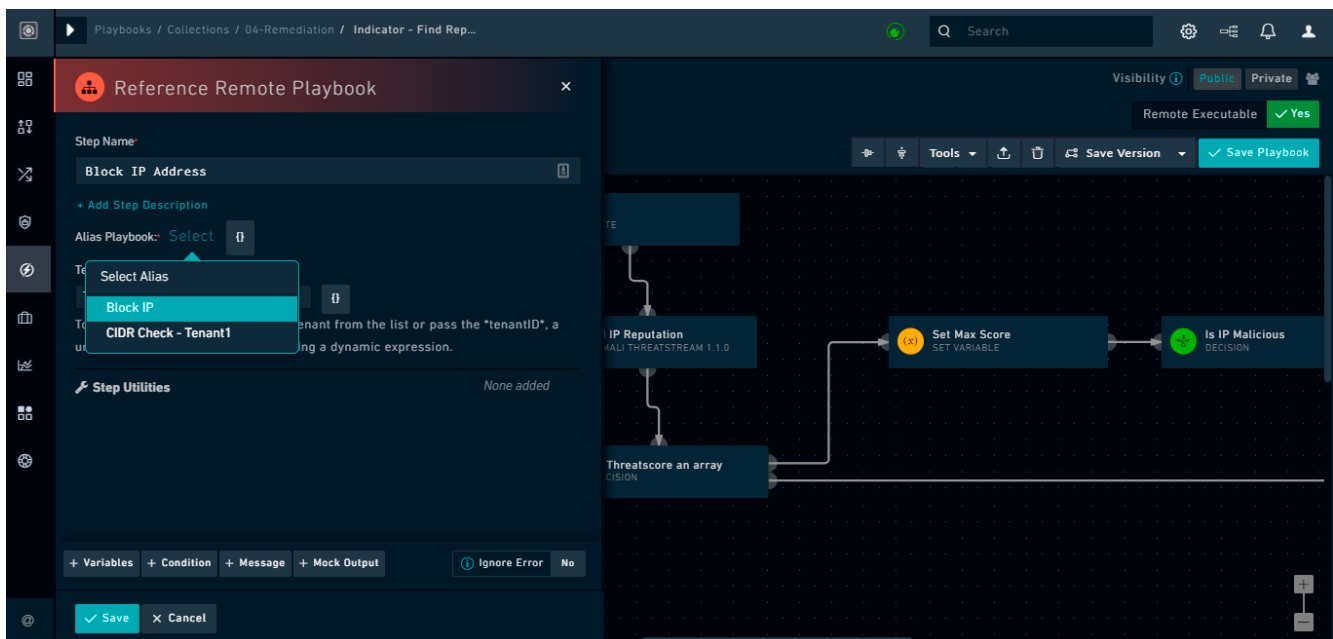 Playbooks / Collections / 04-Remediation / Indicator - Find Rep...
Search
Reference Remote Playbook
Visibility
Public
Private
Remote Executable
Yes
Step Name
Block IP Address
Tools
Save Version
Save Playbook
+ Add Step Description
Alias Playbook:
Select
{}
Select Alias
{}
Block IP
enant from the list or pass the "tenantID", a
CIDR Check - Tenant1
ng a dynamic expression.
Step Utilities
None added
TE
IP Reputation
MALI THREATSTREAM 1.1.0
(x)
Set Max Score
SET VARIABLE
Is IP Malicious
DECISION
Threatscore an array
CISION
+ Variables
+ Condition
+ Message
+ Mock Output
Ignore Error
No
Save
Cancel
@